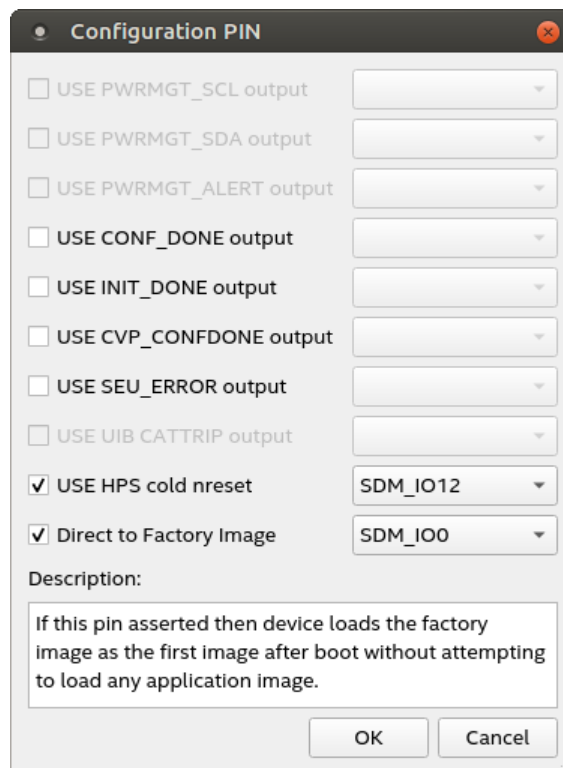 Configuration PIN
USE PWRMGT_SCL output
USE PWRMGT_SDA output
USE PWRMGT_ALERT output
USE CONF_DONE output
USE INIT_DONE output
USE CVP_CONFDONE output
USE SEU_ERROR output
USE UIB CATTRIP output
USE HPS cold nreset SDM_IO12
Direct to Factory Image SDM_IO0
Description:
If this pin asserted then device loads the factory
image as the first image after boot without attempting
to load any application image.
OK Cancel